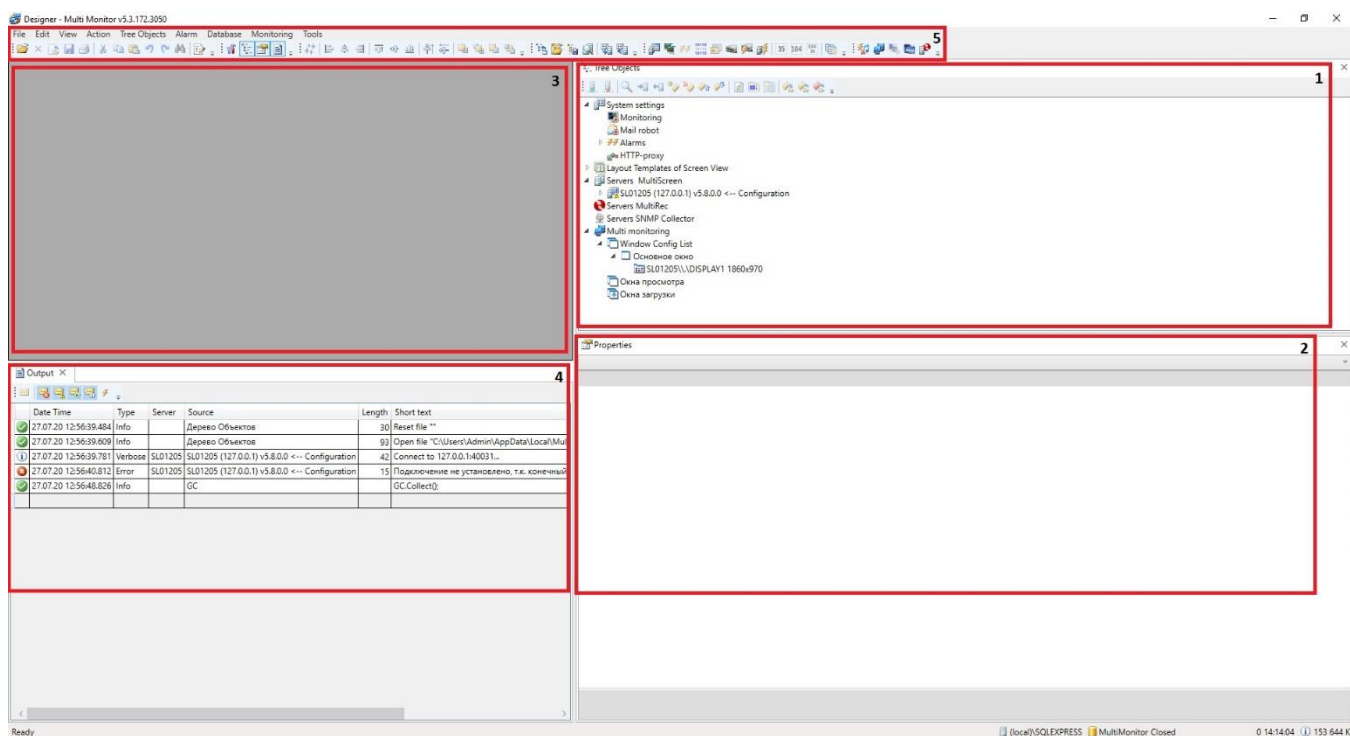 Designer - Multi Monitor v5.3.172.3050
File Edit View Action Tree Objects Alarm Database Monitoring Tools
35 104
5
3
Tree Objects
1
System settings
Monitoring
Mail robot
Alarms
HTTP-proxy
Layout Templates of Screen View
Servers MultiScreen
SL01205 (127.0.0.1) v5.8.0.0 <-- Configuration
Servers MultiRec
Servers SNMP Collector
Multi monitoring
Window Config List
Основное окно
SL01205\\.\DISPLAY1 1860x970
Окна просмотра
Окна загрузки
Properties
2
Output
4
Date Time Type Server Source Length Short text
27.07.20 12:56:39.484 Info Дерево Объектов 30 Reset file ""
27.07.20 12:56:39.609 Info Дерево Объектов 93 Open file "C:\Users\Admin\AppData\Local\Mul
27.07.20 12:56:39.781 Verbose SL01205 SL01205 (127.0.0.1) v5.8.0.0 <-- Configuration 42 Connect to 127.0.0.1:40031...
27.07.20 12:56:40.812 Error SL01205 SL01205 (127.0.0.1) v5.8.0.0 <-- Configuration 15 Подключение не установлено, т.к. конечный
27.07.20 12:56:48.826 Info GC GC.Collect();
Ready (local)\SQLEXPRESS MultiMonitor Closed 0 14:14:04 153 644 K